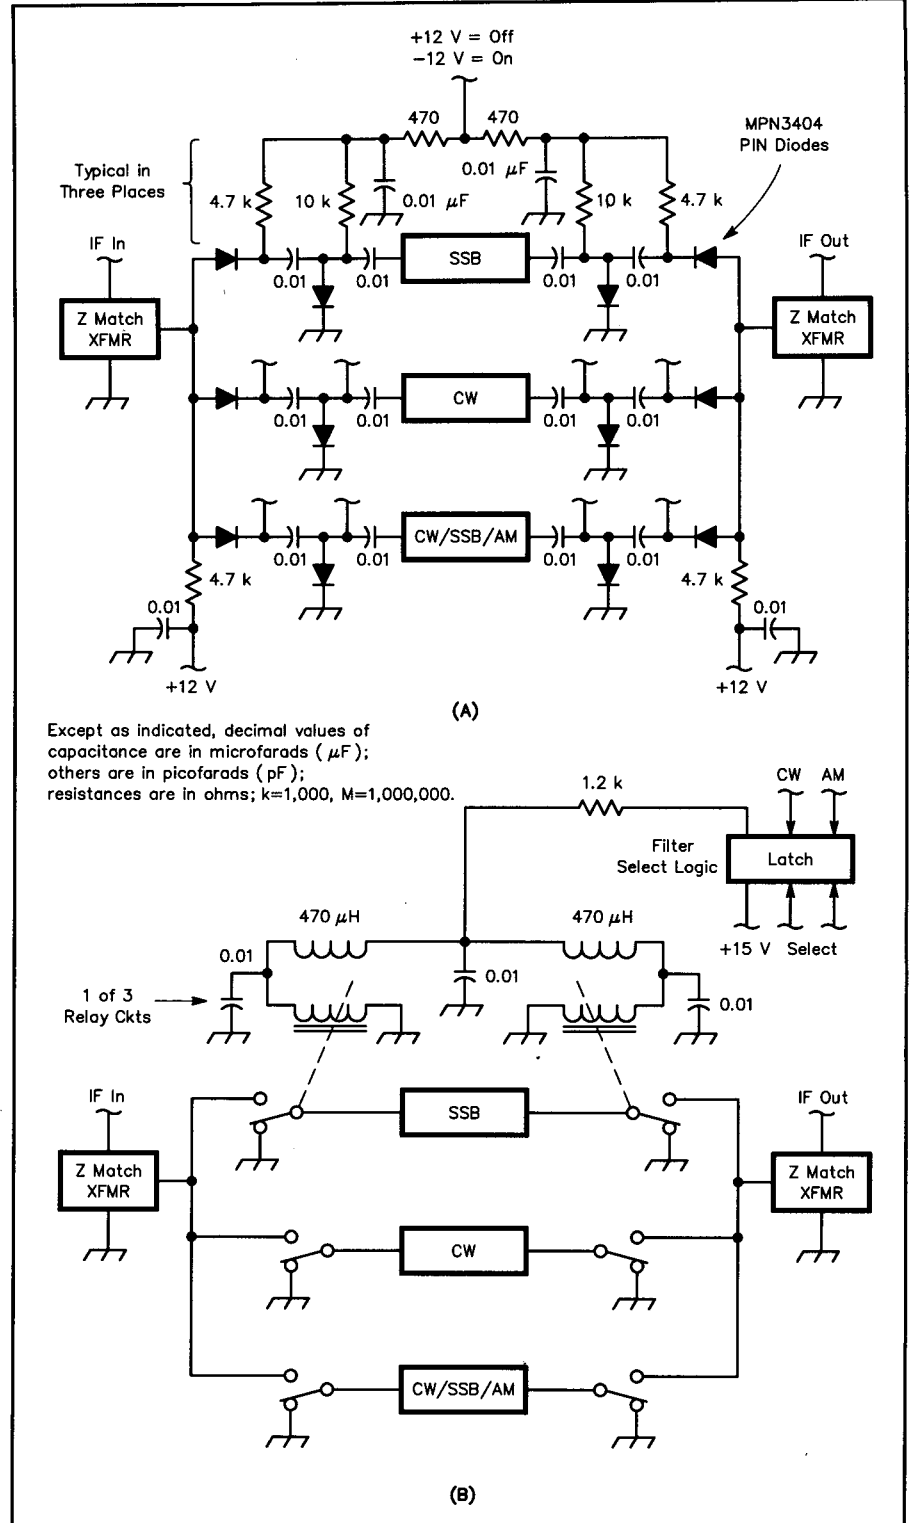 +12 V = Off
-12 V = On
470
470
MPN3404
PIN Diodes
Typical in
Three Places
4.7 k
10 k
0.01 µF
0.01 µF
10 k
4.7 k
IF In
IF Out
SSB
0.01
0.01
0.01
0.01
Z Match
XFMR
Z Match
XFMR
CW
0.01
0.01
0.01
0.01
CW/SSB/AM
0.01
0.01
0.01
0.01
4.7 k
4.7 k
0.01
0.01
+12 V
+12 V
(A)
Except as indicated, decimal values of
capacitance are in microfarads ( µF);
others are in picofarads ( pF);
resistances are in ohms; k=1,000, M=1,000,000.
1.2 k
CW
AM
Filter
Select Logic
Latch
+15 V
Select
470 µH
470 µH
0.01
0.01
0.01
1 of 3
Relay Ckts
IF In
IF Out
SSB
Z Match
XFMR
Z Match
XFMR
CW
CW/SSB/AM
(B)